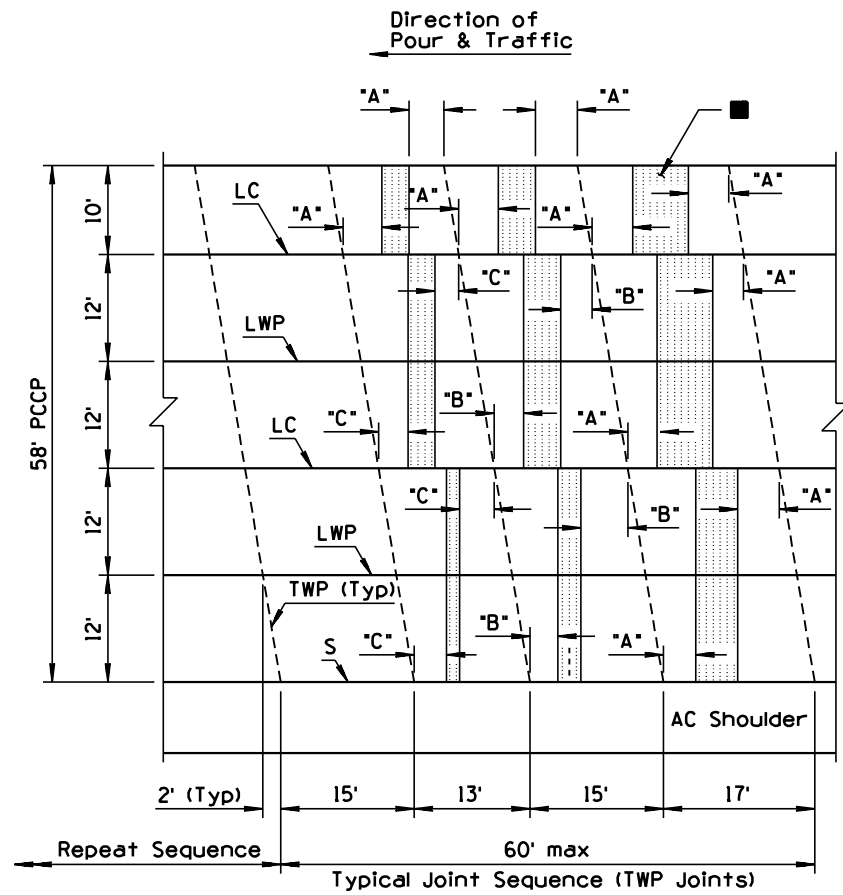 Direction of
Pour & Traffic
"A" "A"
LC "A" "A" "A" "A"
10'
"C" "B" "A"
12'
LWP
58' PCCP
LC "C" "B" "A"
12'
"C" "B" "A"
12'
LWP
TWP (Typ)
S "C" "B" "A"
12'
AC Shoulder
2' (Typ) 15' 13' 15' 17'
Repeat Sequence 60' max
Typical Joint Sequence (TWP Joints)